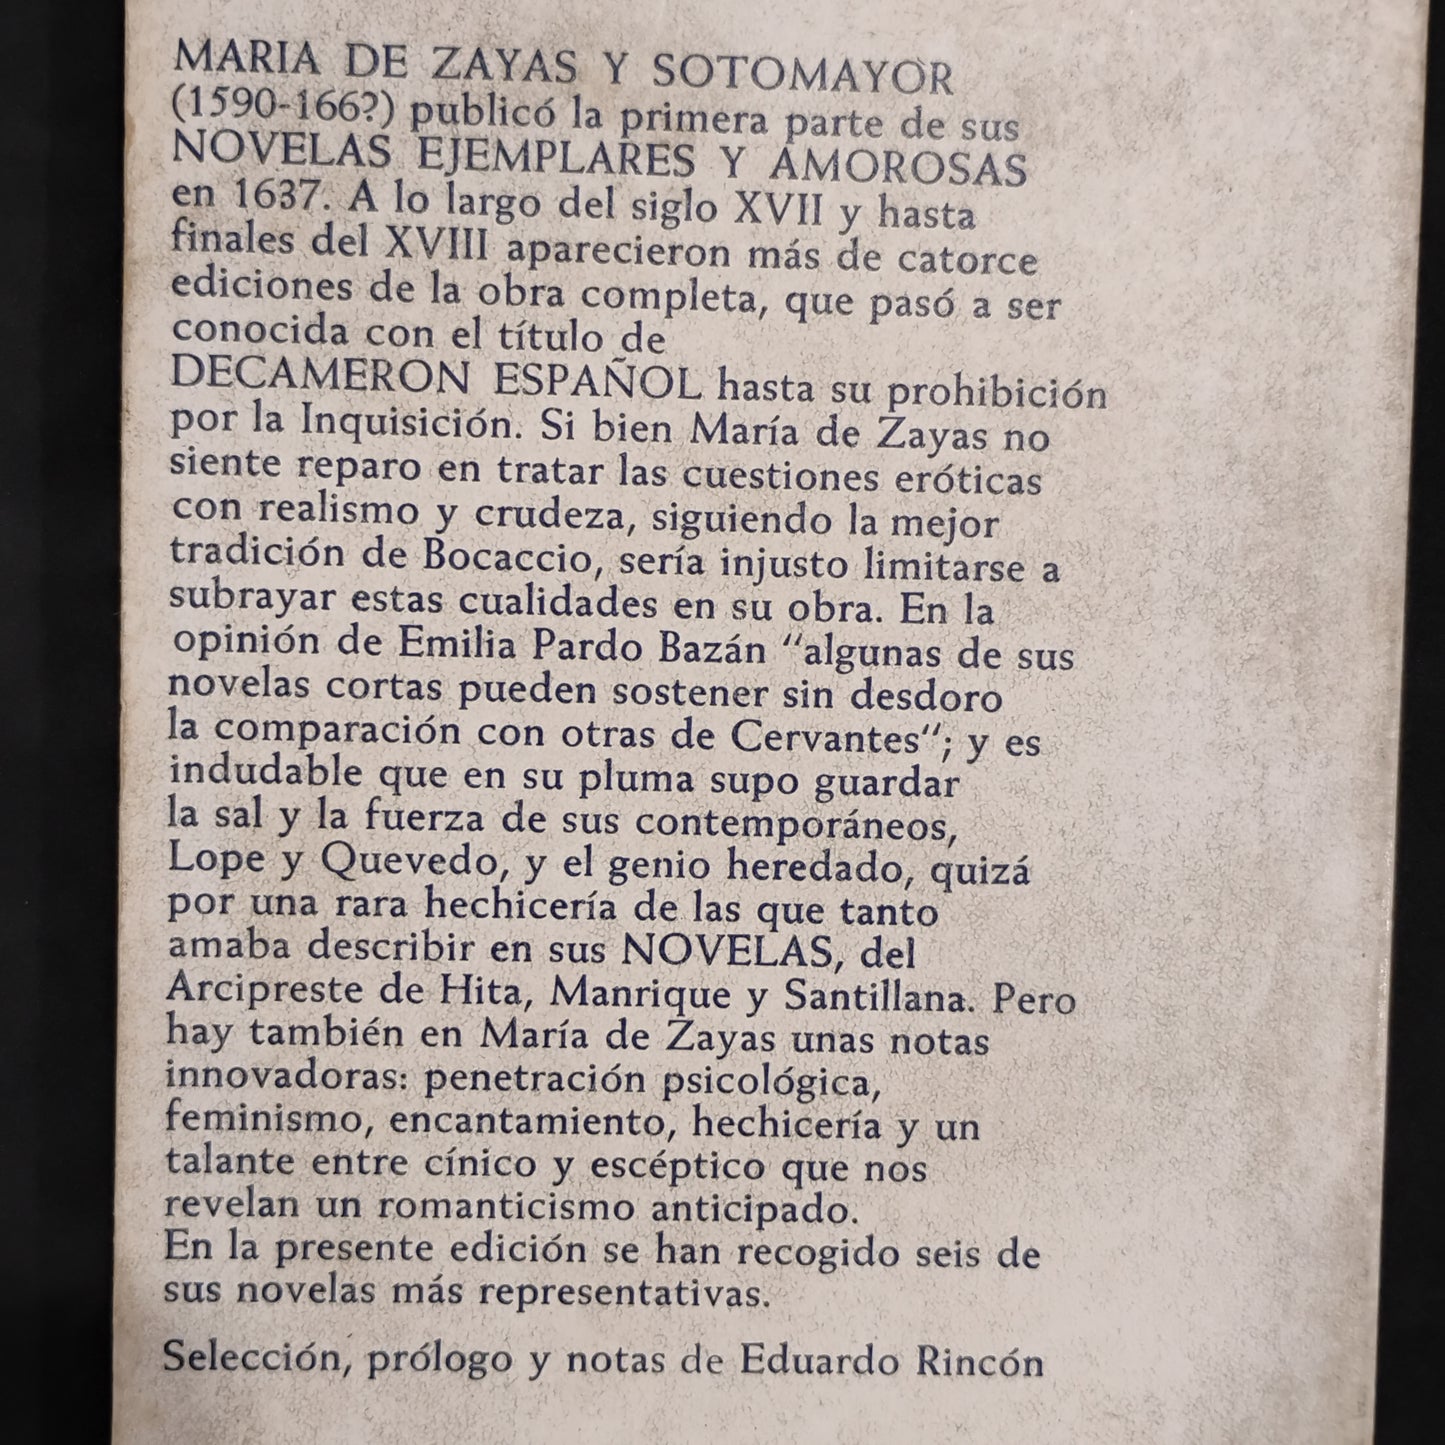 MARIA DE ZAYAS Y SOTOMAYOR
(1590-166?) publicó la primera parte de sus
NOVELAS EJEMPLARES Y AMOROSAS
en 1637. A lo largo del siglo XVII y hasta
finales del XVIII aparecieron más de catorce
ediciones de la obra completa, que pasó a ser
conocida con el título de
DECAMERON ESPAÑOL hasta su prohibición
por la Inquisición. Si bien María de Zayas no
siente reparo en tratar las cuestiones eróticas
con realismo y crudeza, siguiendo la mejor
tradición de Bocaccio, sería injusto limitarse a
subrayar estas cualidades en su obra. En la
opinión de Emilia Pardo Bazán “algunas de sus
novelas cortas pueden sostener sin desdoro
la comparación con otras de Cervantes“; y es
indudable que en su pluma supo guardar
la sal y la fuerza de sus contemporáneos,
Lope y Quevedo, y el genio heredado, quizá
por una rara hechicería de las que tanto
amaba describir en sus NOVELAS, del
Arcipreste de Hita, Manrique y Santillana. Pero
hay también en María de Zayas unas notas
innovadoras: penetración psicológica,
feminismo, encantamiento, hechicería y un
talante entre cínico y escéptico que nos
revelan un romanticismo anticipado.
En la presente edición se han recogido seis de
sus novelas más representativas.
Selección, prólogo y notas de Eduardo Rincón